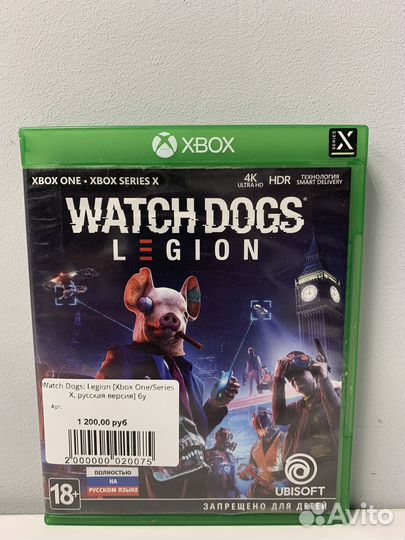 XBOX
SERIES X
XBOX ONE • XBOX SERIES X
4K
ULTRA HD
HDR
ТЕХНОЛОГИЯ
SMART DELIVERY
WATCH DOGS®
LEGION
Watch Dogs: Legion [Xbox One/Series
X, русская версия] бу
Арт.
1 200,00 руб
2000000020075
ПОЛНОСТЬЮ
НА
РУССКОМ ЯЗЫКЕ
18+
UBISOFT
ЗАПРЕЩЕНО ДЛЯ ДЕТЕЙ
Avito